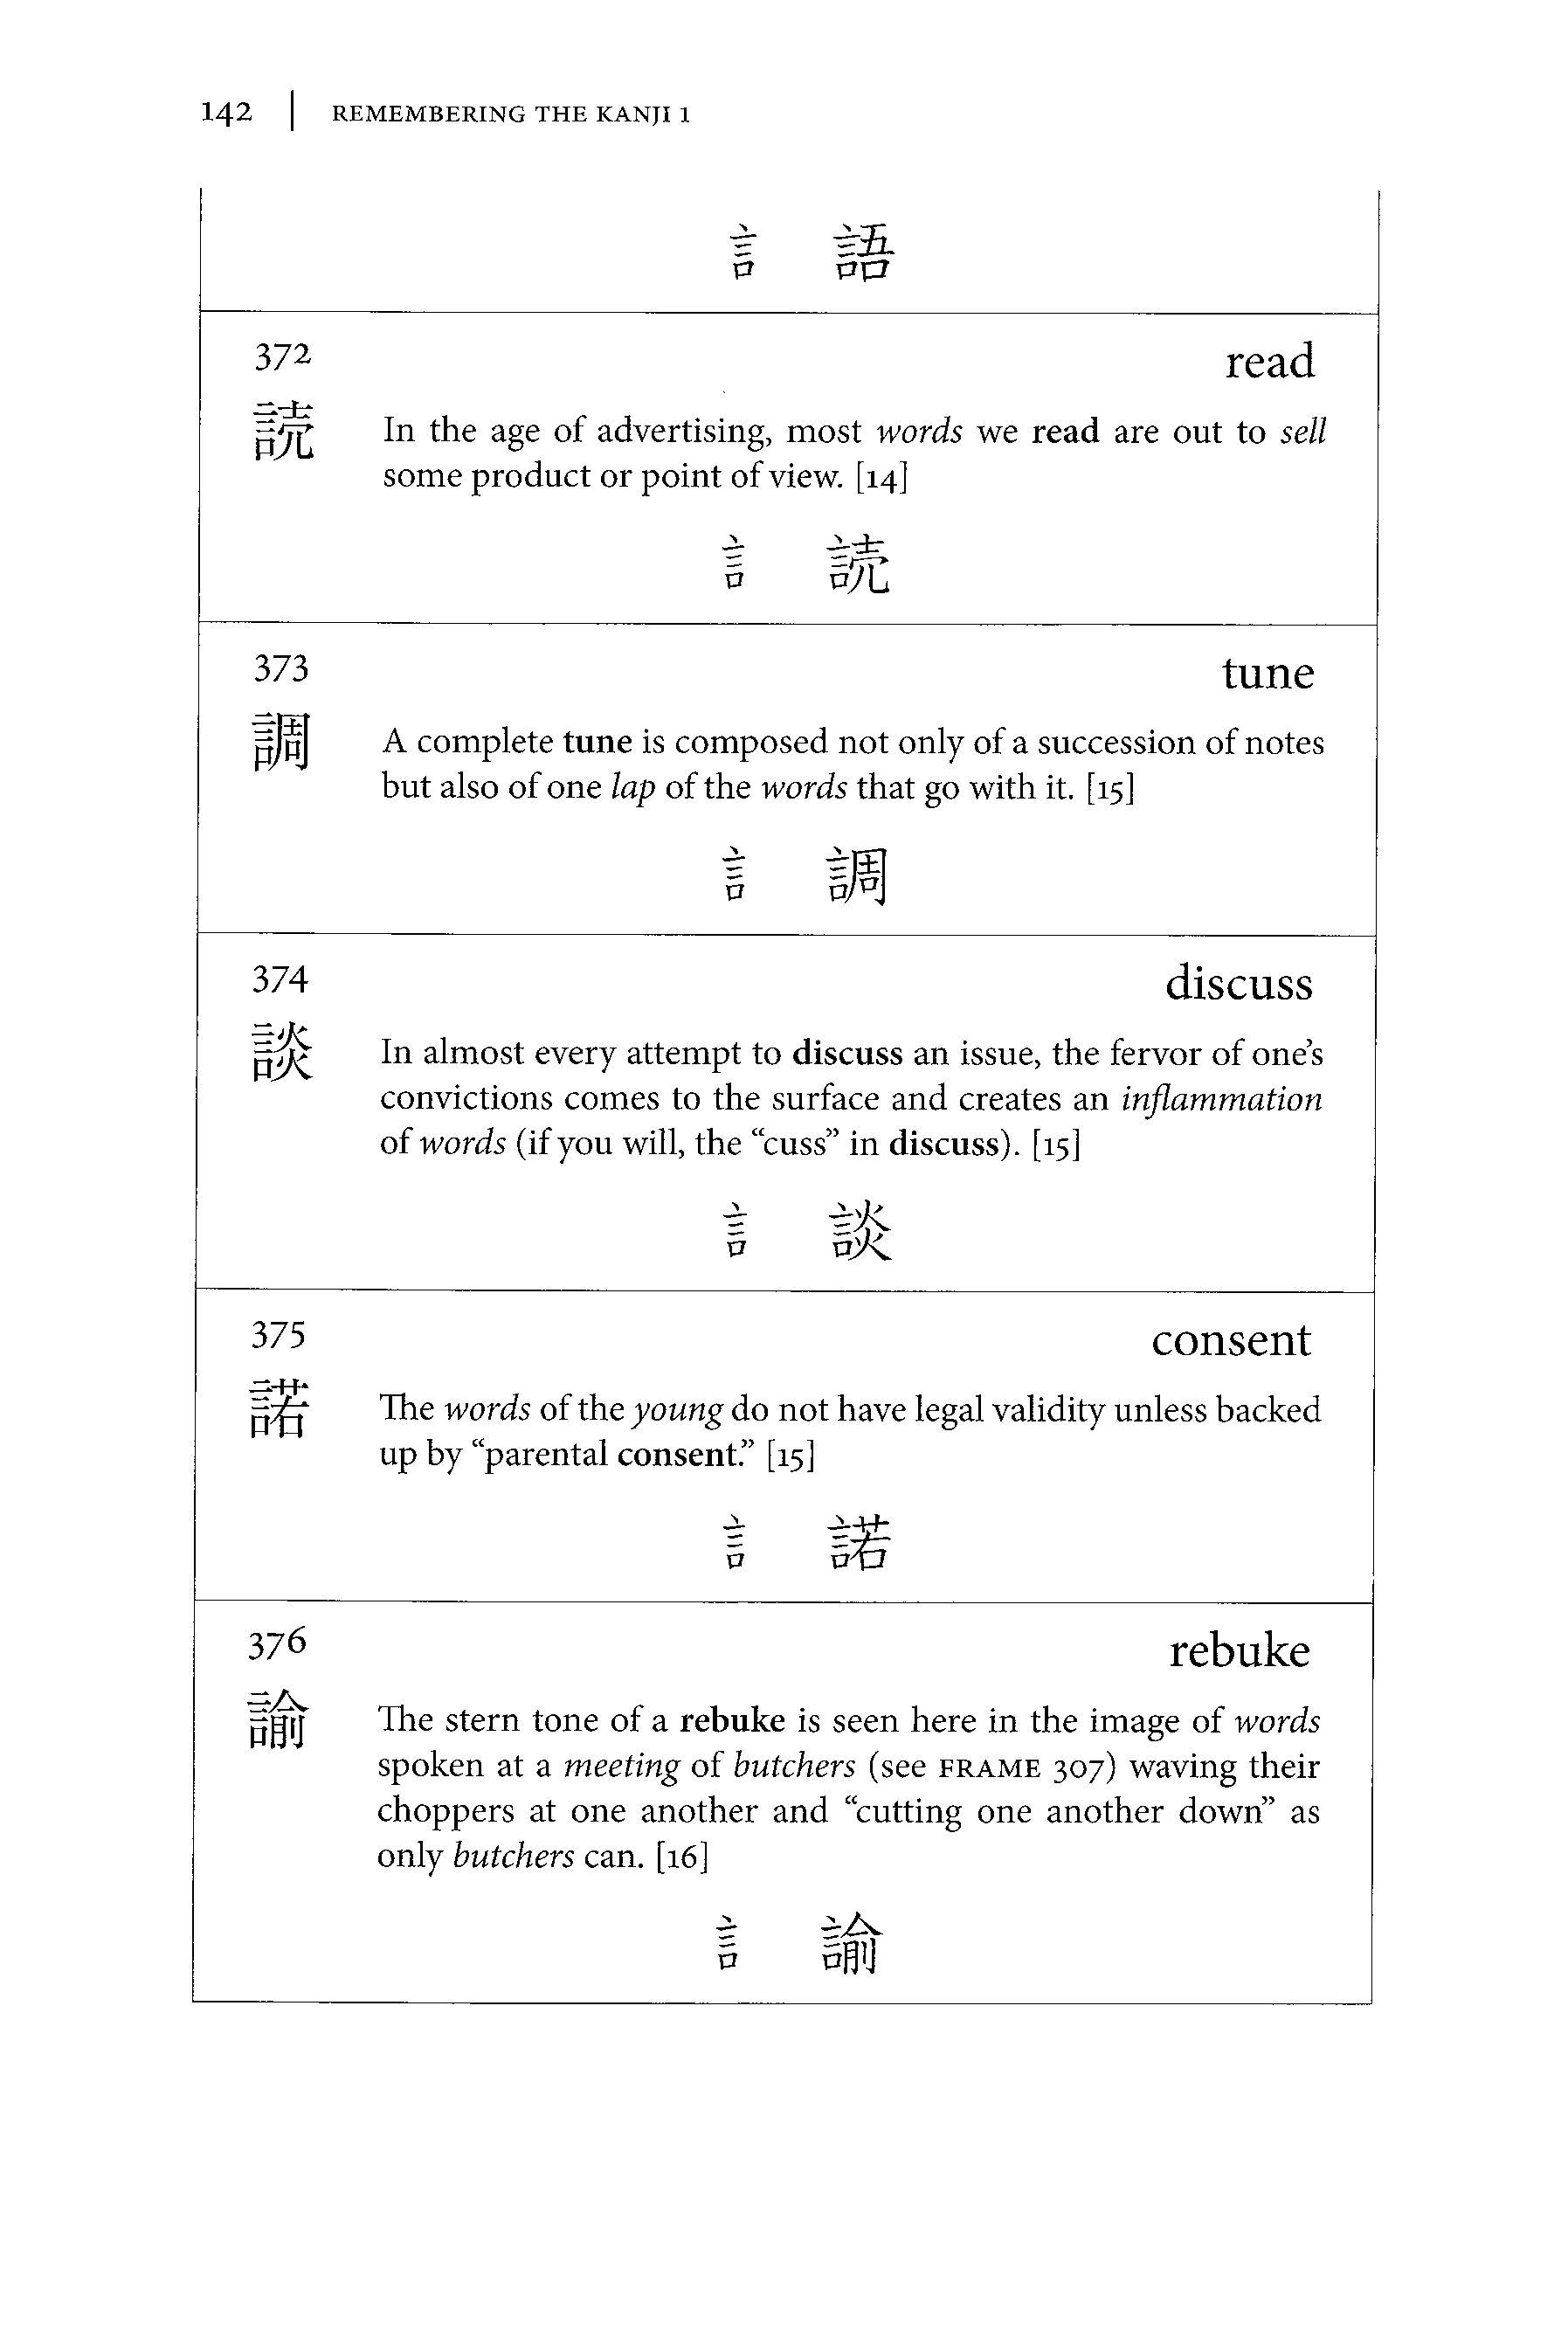 142 | REMEMBERING THE KANJI 1
言 語
372 read
読 In the age of advertising, most words we read are out to sell
some product or point of view. [14]
言 読
373 tune
調 A complete tune is composed not only of a succession of notes
but also of one lap of the words that go with it. [15]
言 調
374 discuss
談 In almost every attempt to discuss an issue, the fervor of one's
convictions comes to the surface and creates an inflammation
of words (if you will, the “cuss” in discuss). [15]
言 談
375 consent
諾 The words of the young do not have legal validity unless backed
up by “parental consent.” [15]
言 諾
376 rebuke
諭 The stern tone of a rebuke is seen here in the image of words
spoken at a meeting of butchers (see FRAME 307) waving their
choppers at one another and “cutting one another down” as
only butchers can. [16]
言 諭